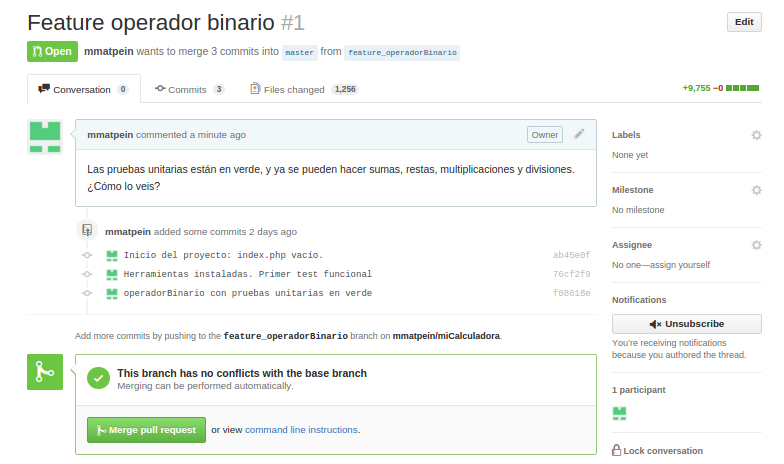 Feature operador binario #1
Edit
Open mmatpein wants to merge 3 commits into master from feature_operadorBinario
Conversation 0 Commits 3 Files changed 1,256 +9,755 −0
mmatpein commented a minute ago Owner
Las pruebas unitarias están en verde, y ya se pueden hacer sumas, restas, multiplicaciones y divisiones.
¿Cómo lo veis?
mmatpein added some commits 2 days ago
Inicio del proyecto: index.php vacío. ab45e0f
Herramientas instaladas. Primer test funcional 76cf2f9
operadorBinario con pruebas unitarias en verde f08618e
Add more commits by pushing to the feature_operadorBinario branch on mmatpein/miCalculadora.
This branch has no conflicts with the base branch
Merging can be performed automatically.
Merge pull request or view command line instructions.
Labels
None yet
Milestone
No milestone
Assignee
No one—assign yourself
Notifications
Unsubscribe
You're receiving notifications
because you authored the thread.
1 participant
Lock conversation